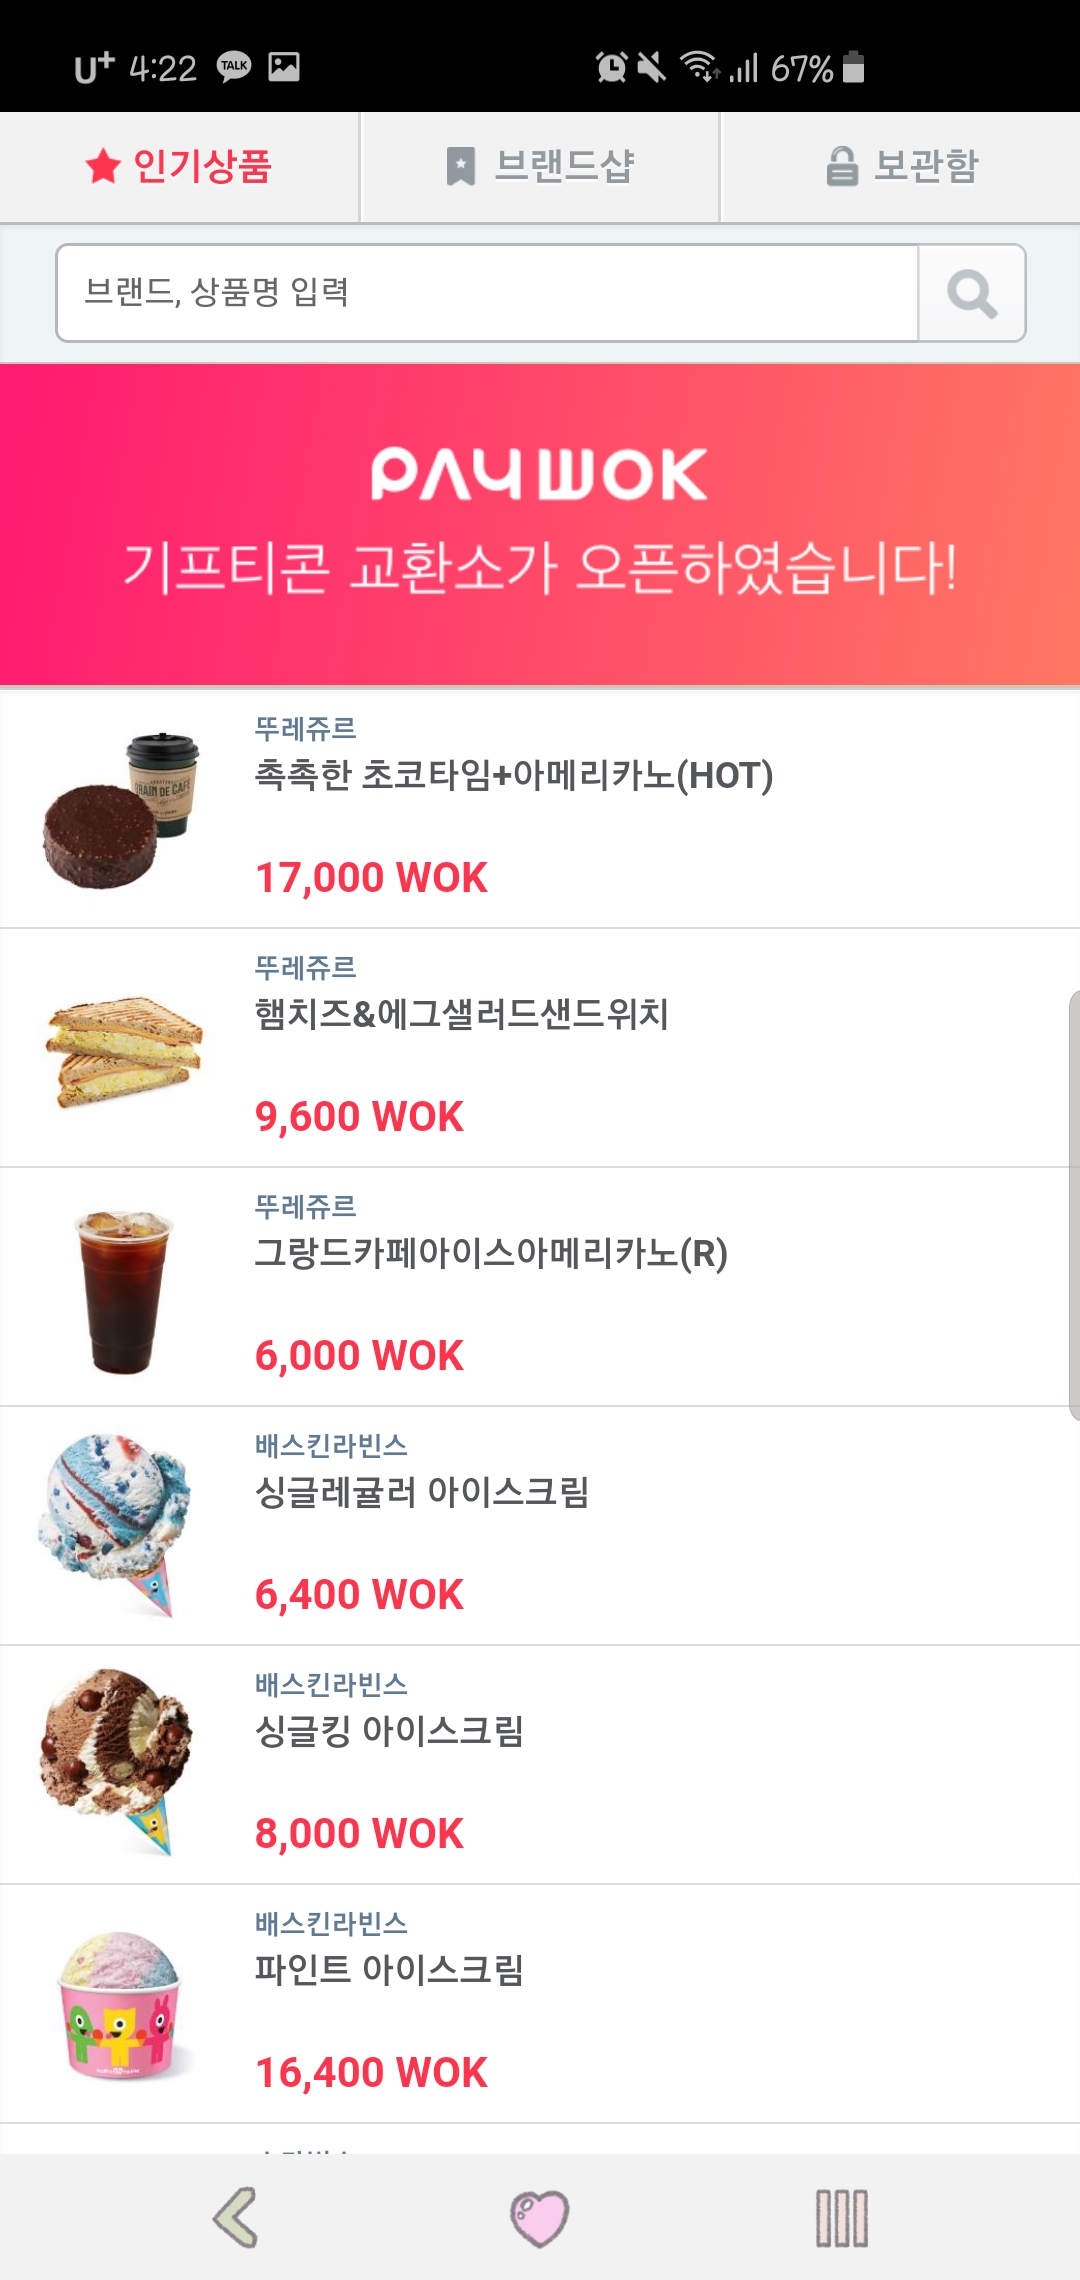 U+ 4:22 TALK 67%
인기상품 브랜드샵 보관함
브랜드, 상품명 입력
PAYWOK
기프티콘 교환소가 오픈하였습니다!
뚜레쥬르
촉촉한 초코타임+아메리카노(HOT)
17,000 WOK
뚜레쥬르
햄치즈&에그샐러드샌드위치
9,600 WOK
뚜레쥬르
그랑드카페아이스아메리카노(R)
6,000 WOK
배스킨라빈스
싱글레귤러 아이스크림
6,400 WOK
배스킨라빈스
싱글킹 아이스크림
8,000 WOK
배스킨라빈스
파인트 아이스크림
16,400 WOK